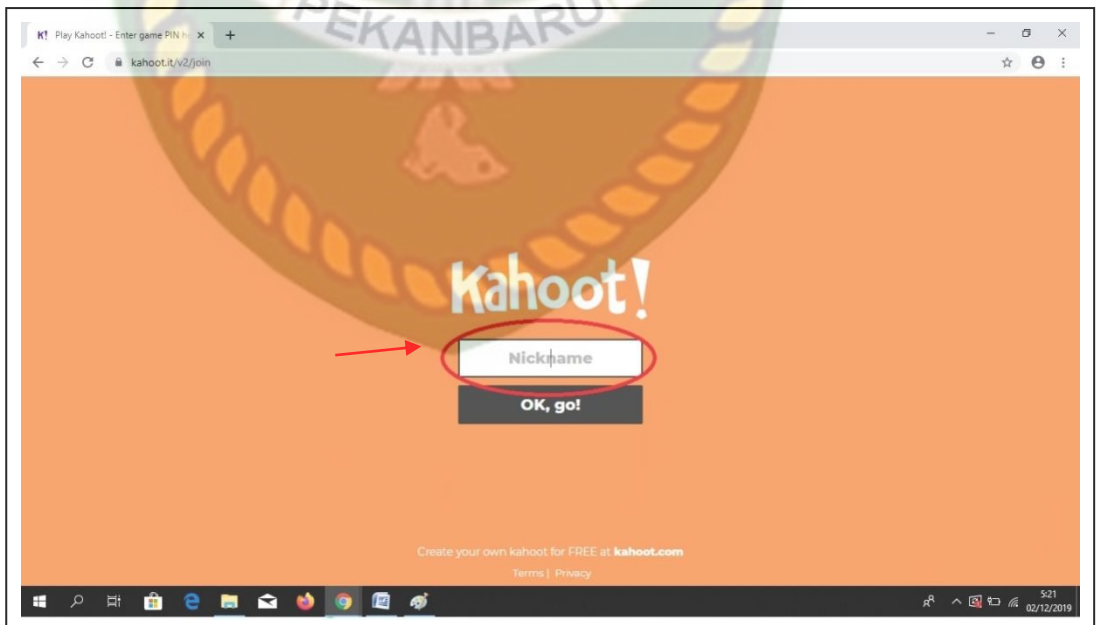 PEKANBARU
K! Play Kahoot! - Enter game PIN h
kahoot.it/v2/join
Kahoot!
Nickname
OK, go!
Create your own kahoot for FREE at kahoot.com
Terms | Privacy
5:21
02/12/2019